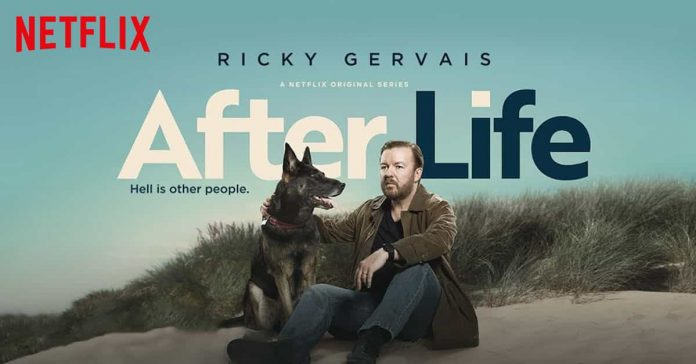 NETFLIX
RICKY GERVAIS
A NETFLIX ORIGINAL SERIES
After Life
Hell is other people.